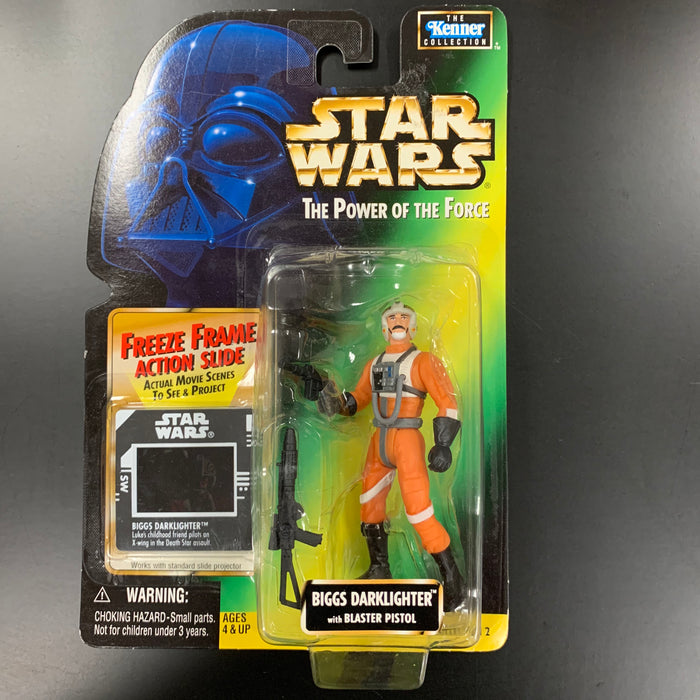 THE
Kenner
COLLECTION
TM
STAR
WARS®
THE POWER OF THE FORCE
FREEZE FRAME
ACTION SLIDE
ACTUAL MOVIE SCENES
TO SEE & PROJECT
STAR
WARS®
SW
BIGGS DARKLIGHTER™
Luke's childhood friend pilots an
X-wing in the Death Star assault.
Works with standard slide projector
WARNING:
CHOKING HAZARD-Small parts.
Not for children under 3 years.
AGES
4 & UP
BIGGS DARKLIGHTER™
with BLASTER PISTOL
2